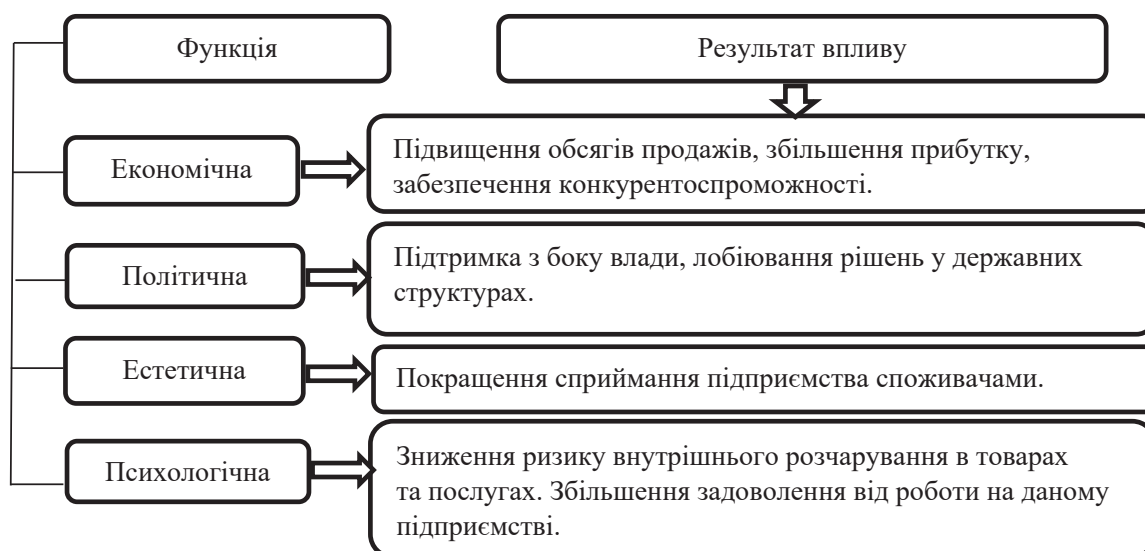 Функція
Результат впливу
Економічна
Підвищення обсягів продажів, збільшення прибутку,
забезпечення конкурентоспроможності.
Політична
Підтримка з боку влади, лобіювання рішень у державних
структурах.
Естетична
Покращення сприймання підприємства споживачами.
Психологічна
Зниження ризику внутрішнього розчарування в товарах
та послугах. Збільшення задоволення від роботи на даному
підприємстві.